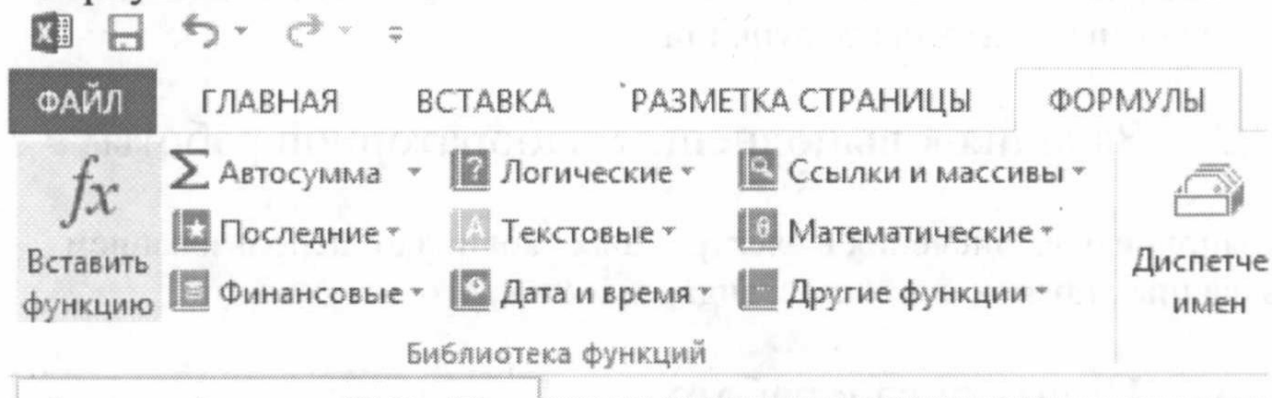 ФАЙЛ ГЛАВНАЯ ВСТАВКА РАЗМЕТКА СТРАНИЦЫ ФОРМУЛЫ
fx
Вставить
функцию
Автосумма Логические Ссылки и массивы
Последние Текстовые Математические
Финансовые Дата и время Другие функции
Библиотека функций
Диспетче
имен